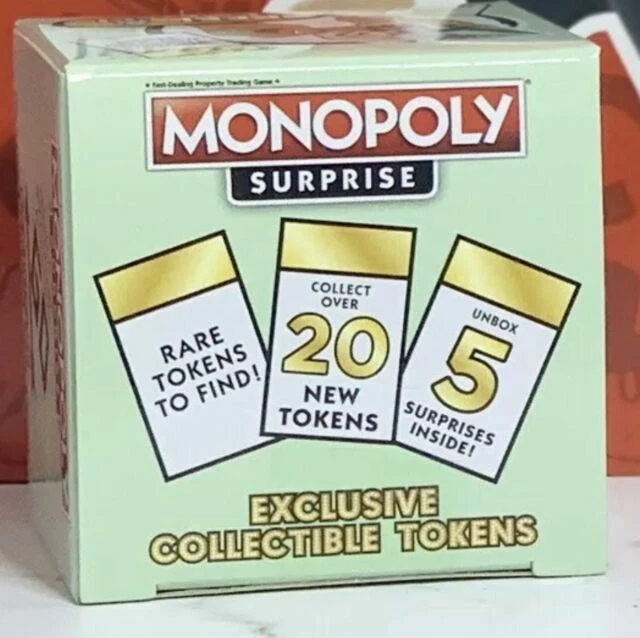 Fast-Dealing Property Trading Game
MONOPOLY
SURPRISE
RARE
TOKENS
TO FIND!
COLLECT
OVER
20
NEW
TOKENS
UNBOX
5
SURPRISES
INSIDE!
EXCLUSIVE
COLLECTIBLE TOKENS